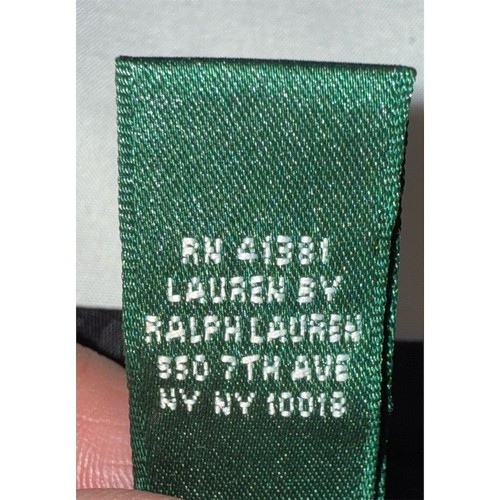 RN 41381
LAUREN BY
RALPH LAUREN
550 7TH AVE
NY NY 10018